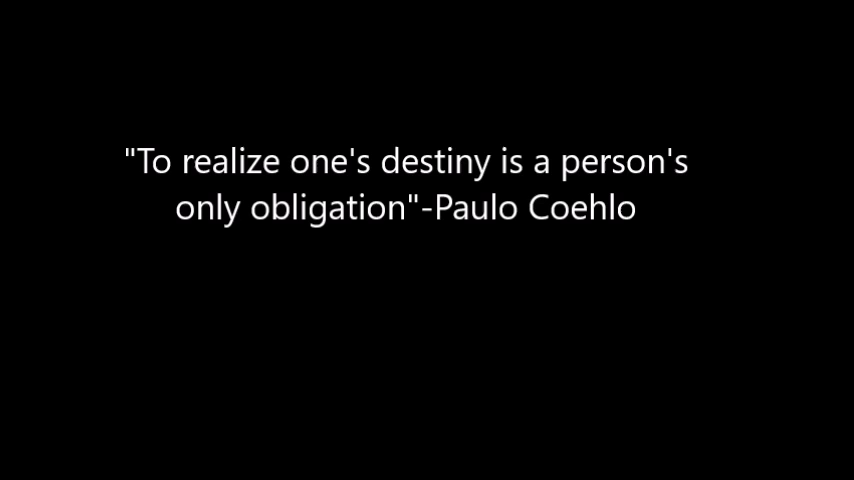 "To realize one's destiny is a person's
only obligation"-Paulo Coehlo